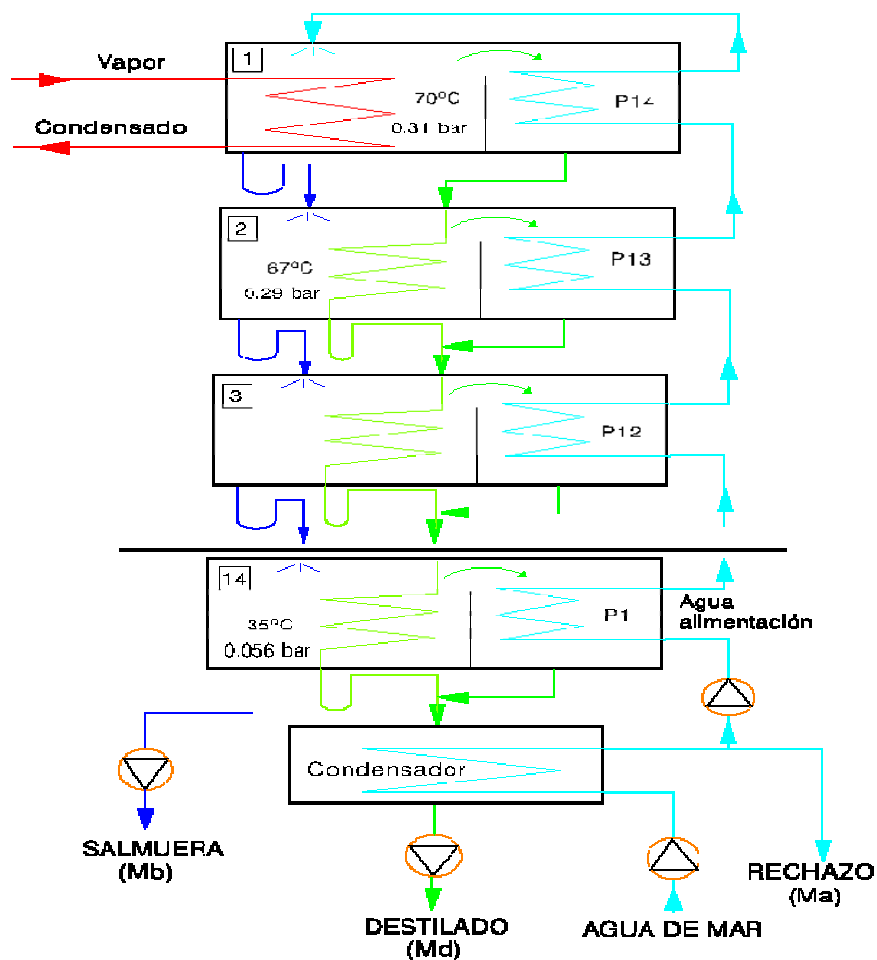 1
Vapor
70ºC
P14
Condensado
0.31 bar
2
67ºC
P13
0.29 bar
3
P12
14
35ºC
P1
0.056 bar
Agua
alimentación
Condensador
SALMUERA
(Mb)
RECHAZO
(Ma)
DESTILADO
(Md)
AGUA DE MAR